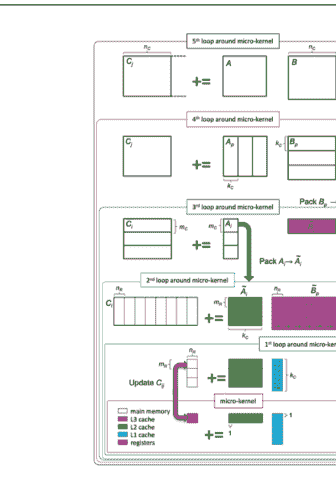 5th loop around micro-kernel
nC nC
Cj A B
+=
4th loop around micro-kernel
Ap kC Bp
+=
kC
3rd loop around micro-kernel
Pack Bp →
Ci mC mC Ai
+=
Pack Ai → Ãi
2nd loop around micro-kernel
nR Ãi nR B̃p
Ci mR
+=
kC
1st loop around micro-ker
nR
mR
kC
+=
Update Cij
micro-kernel
main memory
L3 cache
L2 cache
L1 cache
registers
1
+=
1